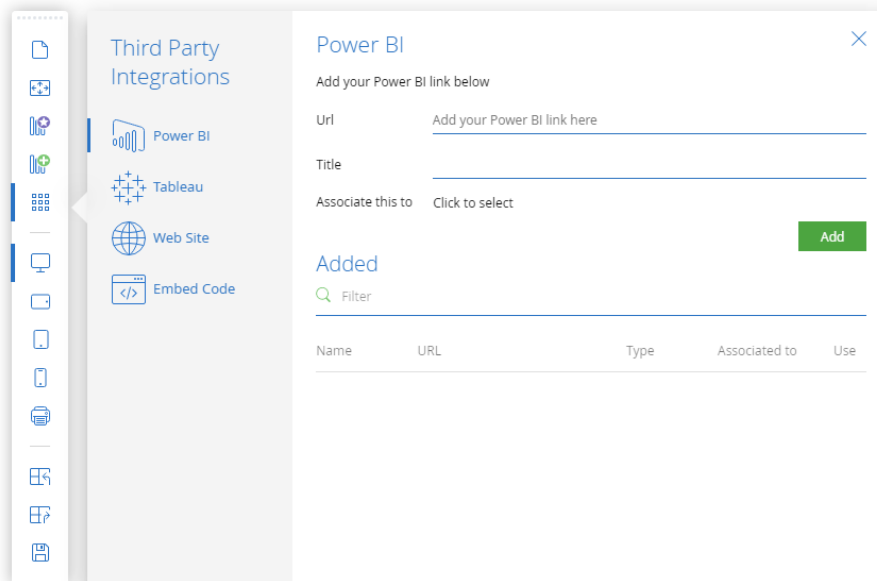 Third Party
Integrations
Power BI
Tableau
Web Site
</>
Embed Code
Power BI
Add your Power BI link below
Url Add your Power BI link here
Title
Associate this to Click to select
Add
Added
Filter
Name URL Type Associated to Use